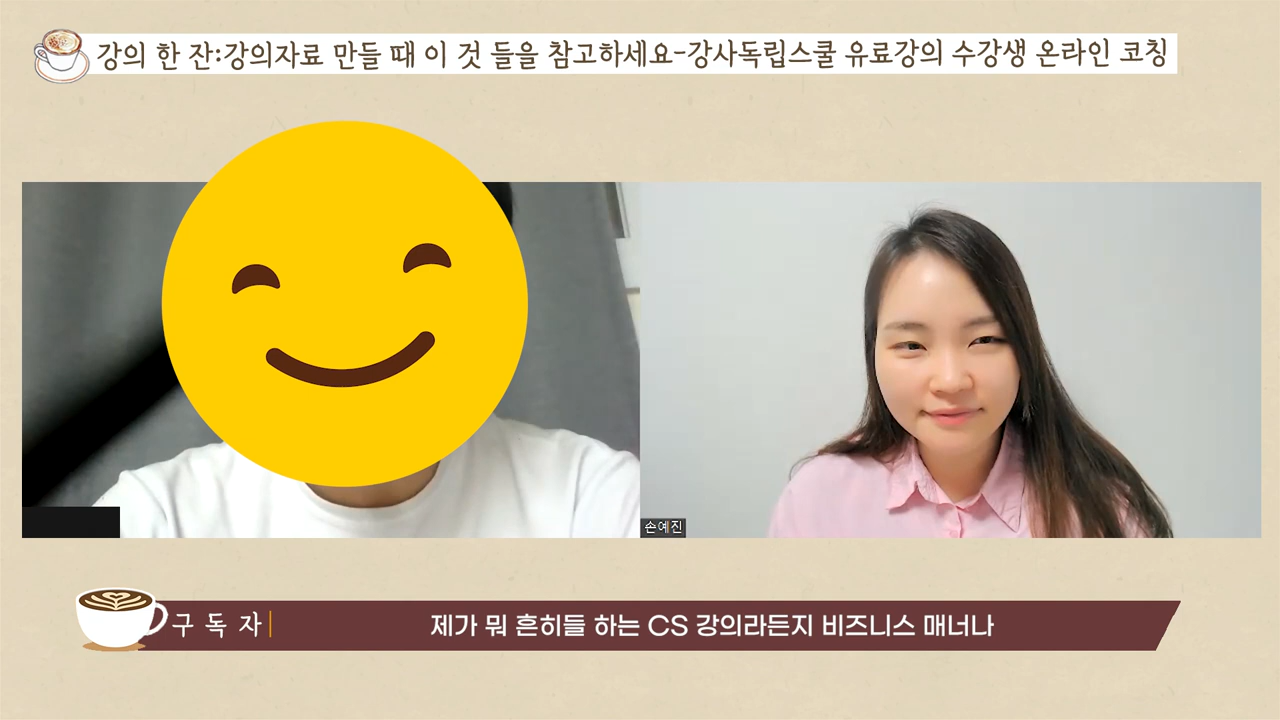 강의 한 잔:강의자료 만들 때 이 것 들을 참고하세요-강사독립스쿨 유료강의 수강생 온라인 코칭
손예진
구 독 자
제가 뭐 흔히들 하는 CS 강의라든지 비즈니스 매너나